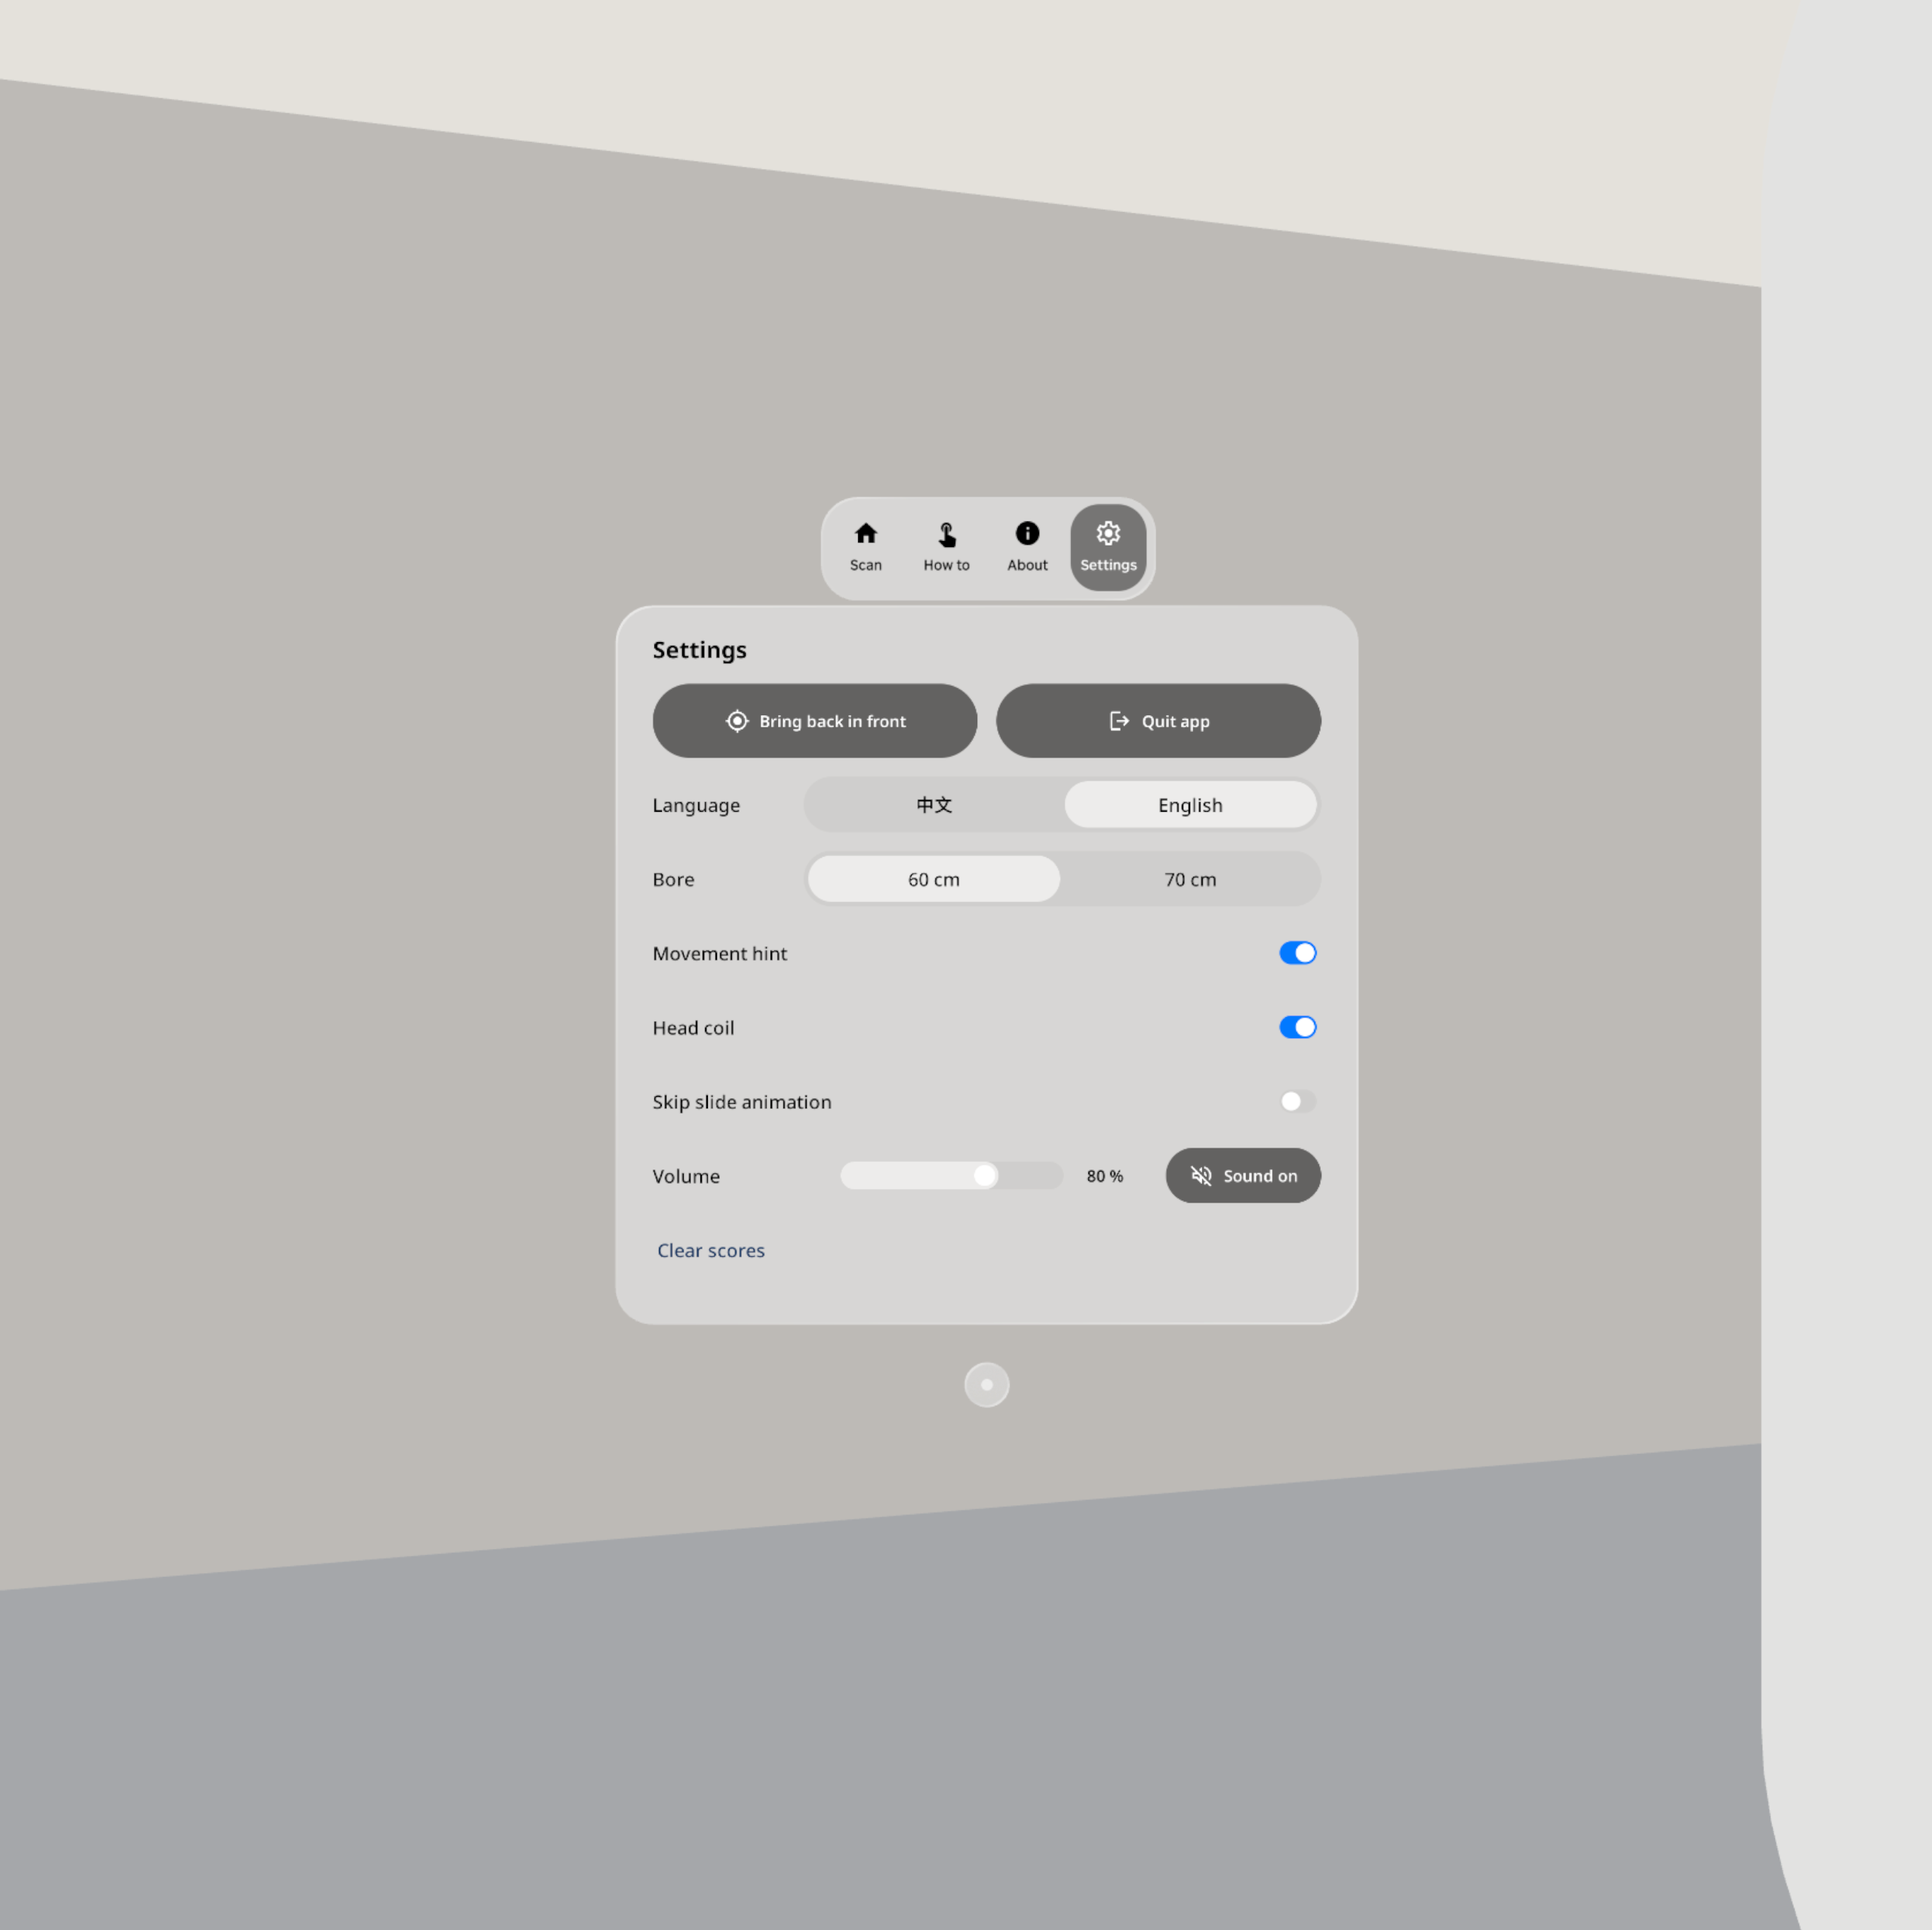 Scan
How to
About
Settings
Settings
Bring back in front
Quit app
Language
中文
English
Bore
60 cm
70 cm
Movement hint
Head coil
Skip slide animation
Volume
80 %
Sound on
Clear scores